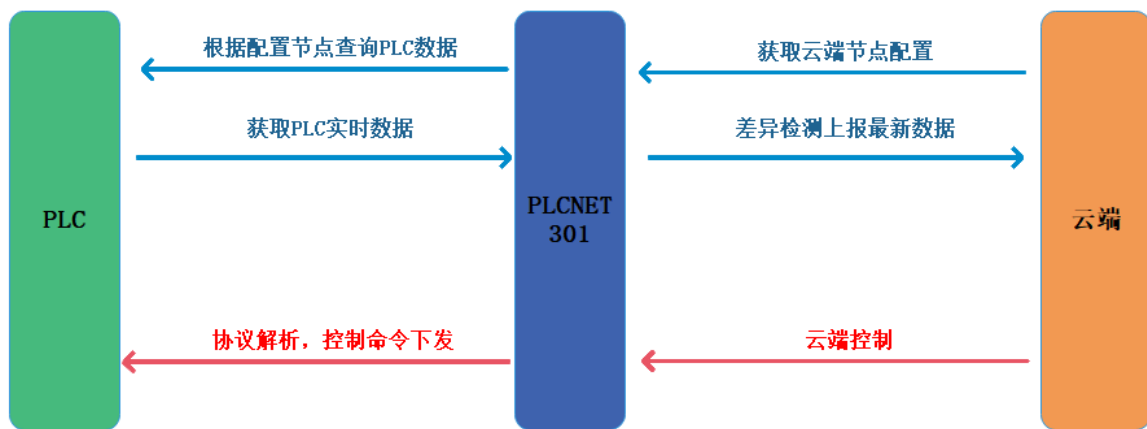 根据配置节点查询PLC数据
获取云端节点配置
获取PLC实时数据
差异检测上报最新数据
PLC
PLCNET
301
云端
协议解析，控制命令下发
云端控制